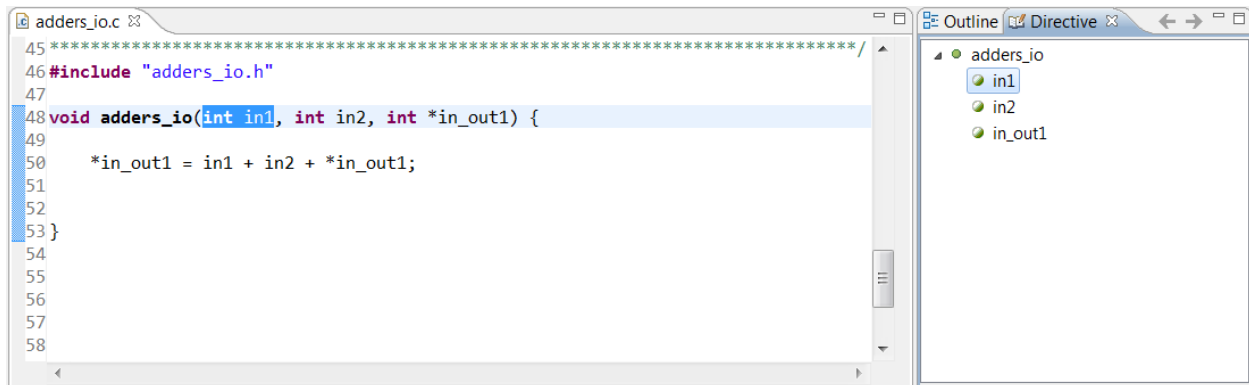 adders_io.c
45 ******************************************************************************/
46 #include "adders_io.h"
47
48 void adders_io(int in1, int in2, int *in_out1) {
49
50     *in_out1 = in1 + in2 + *in_out1;
51
52
53 }
54
55
56
57
58
Outline Directive
adders_io
in1
in2
in_out1